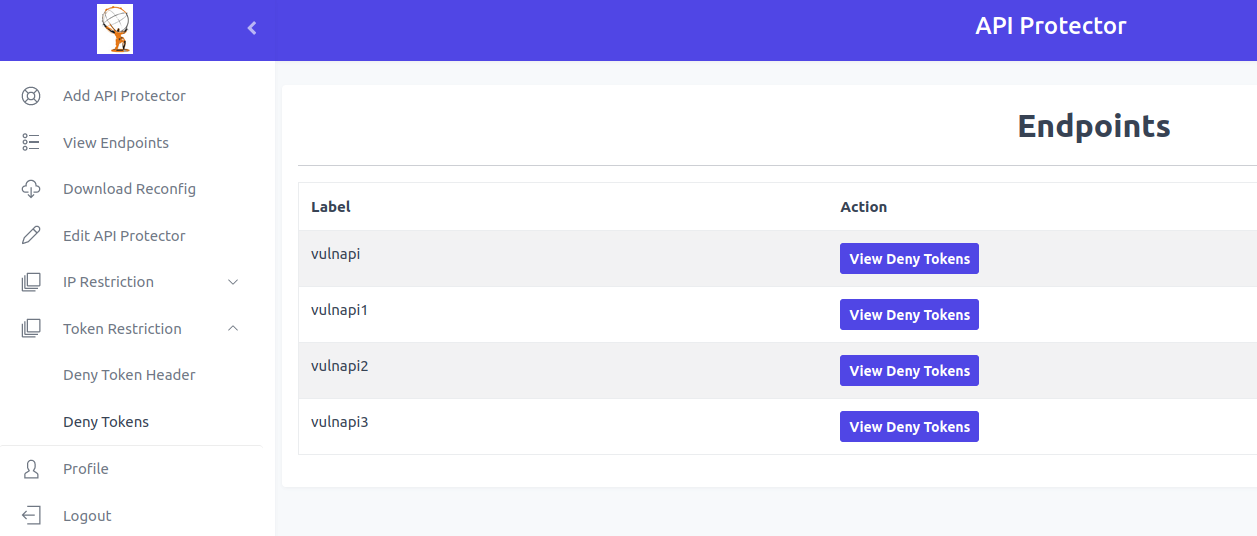 API Protector
Add API Protector
View Endpoints
Download Reconfig
Edit API Protector
IP Restriction
Token Restriction
Deny Token Header
Deny Tokens
Profile
Logout
Endpoints
Label Action
vulnapi View Deny Tokens
vulnapi1 View Deny Tokens
vulnapi2 View Deny Tokens
vulnapi3 View Deny Tokens